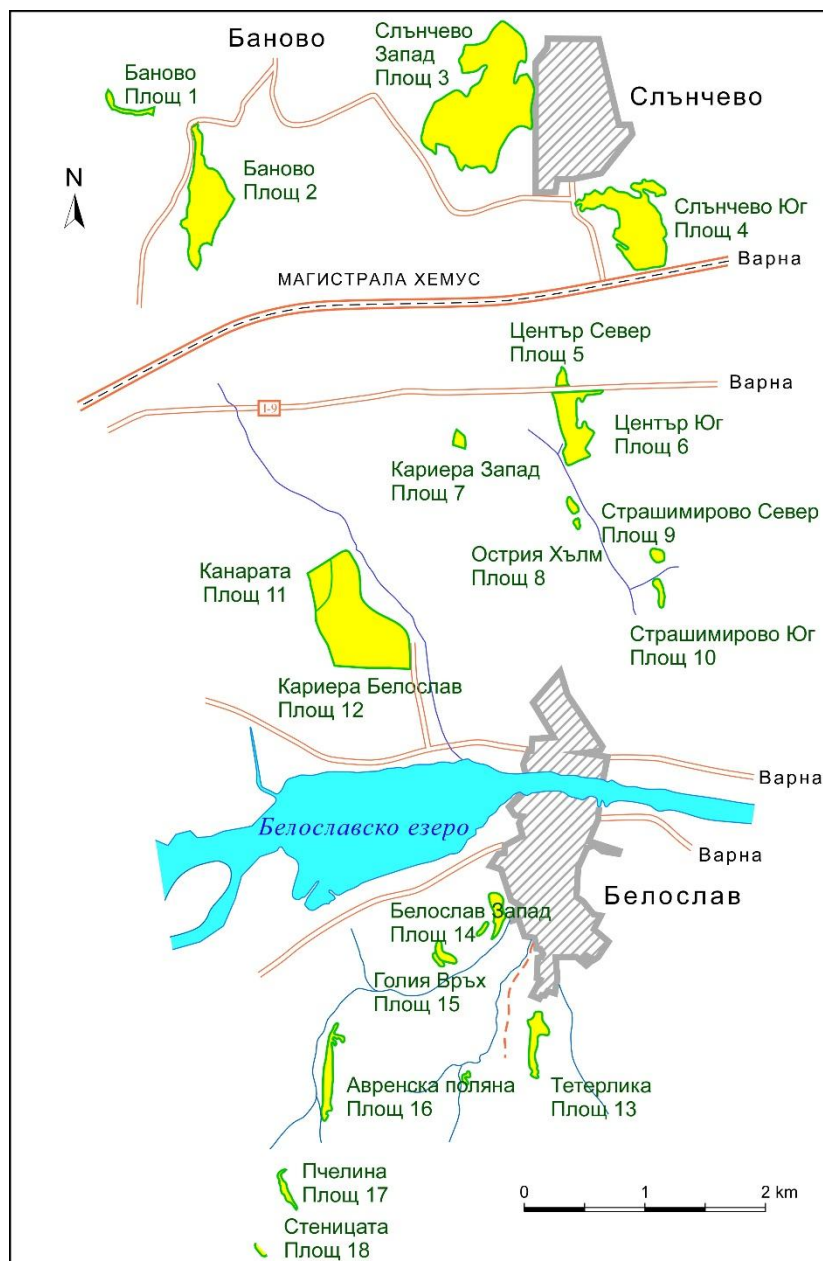 Баново
Слънчево
Запад
Площ 3
Баново
Площ 1
Слънчево
Баново
Площ 2
N
Слънчево Юг
Площ 4
Варна
МАГИСТРАЛА ХЕМУС
Център Север
Площ 5
Варна
I-9
Център Юг
Площ 6
Кариера Запад
Площ 7
Страшимирово Север
Площ 9
Острия Хълм
Площ 8
Канарата
Площ 11
Страшимирово Юг
Площ 10
Кариера Белослав
Площ 12
Варна
Белославско езеро
Варна
Белослав
Белослав Запад
Площ 14
Голия Връх
Площ 15
Авренска поляна
Площ 16
Тетерлика
Площ 13
Пчелина
Площ 17
0 1 2 km
Стеницата
Площ 18